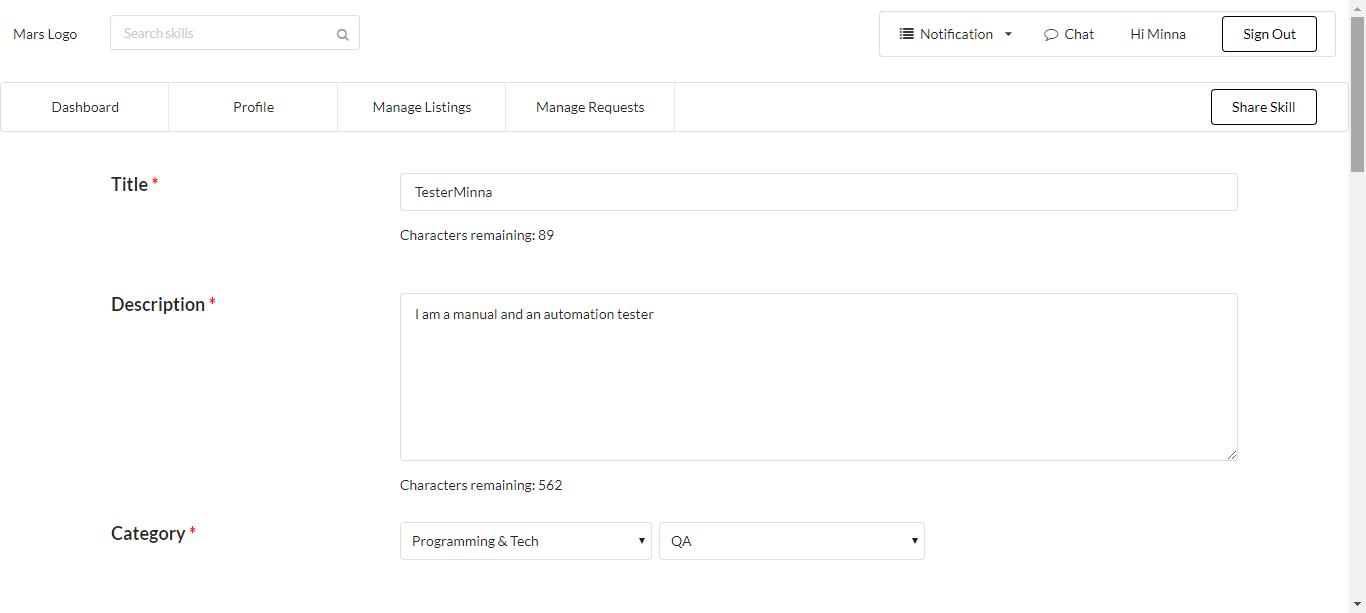 Mars Logo
Search skills
Notification
Chat
Hi Minna
Sign Out
Dashboard
Profile
Manage Listings
Manage Requests
Share Skill
Title *
TesterMinna
Characters remaining: 89
Description *
I am a manual and an automation tester
Characters remaining: 562
Category *
Programming & Tech
QA